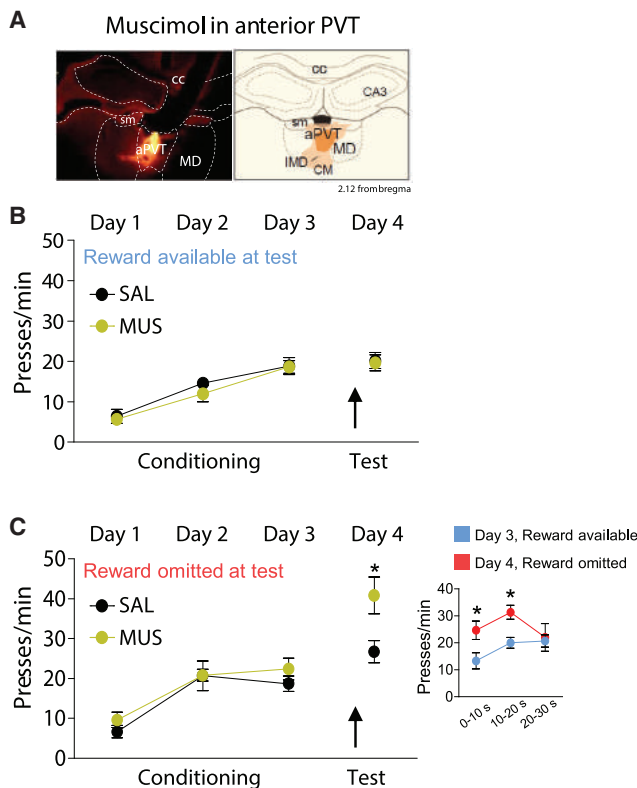 A
Muscimol in anterior PVT
cc
sm
aPVT
MD
cc
CA3
sm
aPVT
MD
IMD
CM
2.12 from bregma
B
Day 1 Day 2 Day 3 Day 4
Reward available at test
SAL
MUS
Presses/min
50
40
30
20
10
0
Conditioning Test
C
Day 1 Day 2 Day 3 Day 4
Reward omitted at test
SAL
MUS
*
Presses/min
50
40
30
20
10
0
Conditioning Test
Day 3, Reward available
Day 4, Reward omitted
Presses/min
40
30
20
10
0
* *
0-10 s 10-20 s 20-30 s